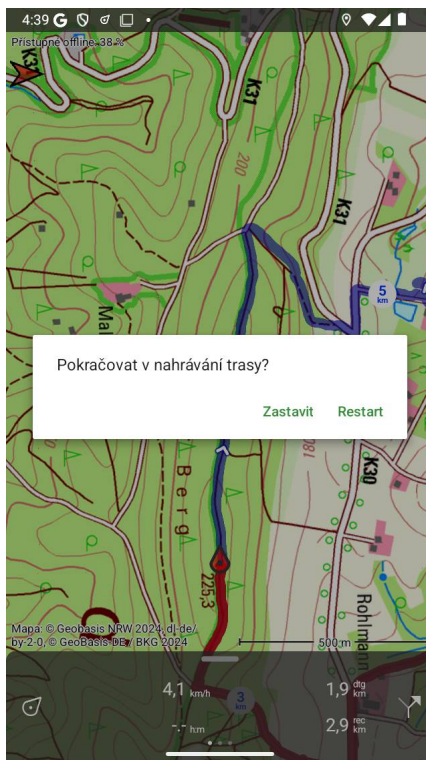 4:39
Přístupné offline: 38 %
K31
K31
200
K31
5
km
Pokračovat v nahrávání trasy?
Zastavit Restart
180
K30
Berg
225,3
Rohlmann
Mapa: © Geobasis NRW 2024, dl-de/
by-2-0, © GeoBasis-DE / BKG 2024
500 m
4,1 km/h
3
km
1,9 dtg
km
-:- h:m
2,9 rec
km